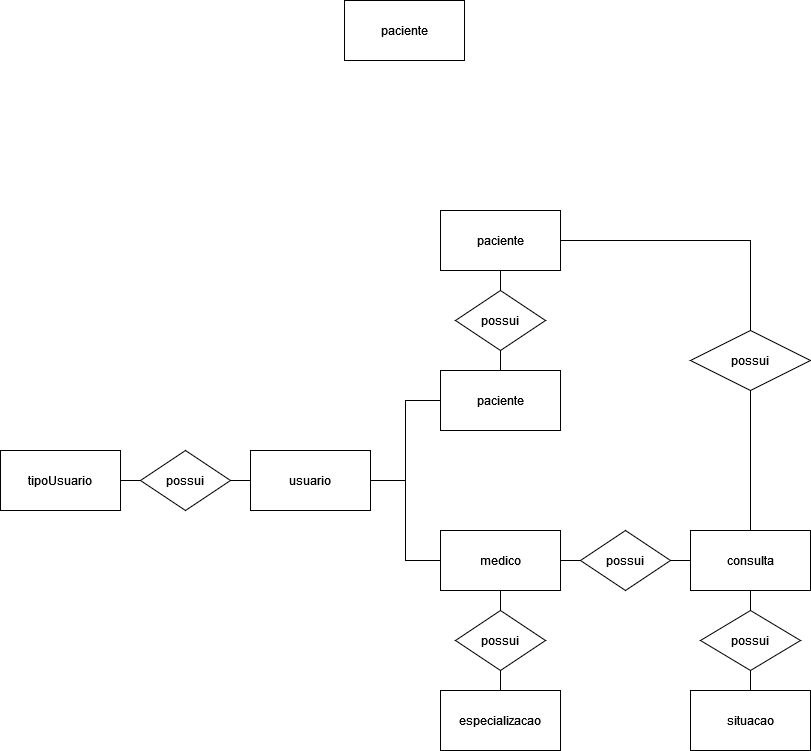 paciente
paciente
possui
possui
paciente
tipoUsuario
possui
usuario
medico
possui
consulta
possui
possui
especializacao
situacao